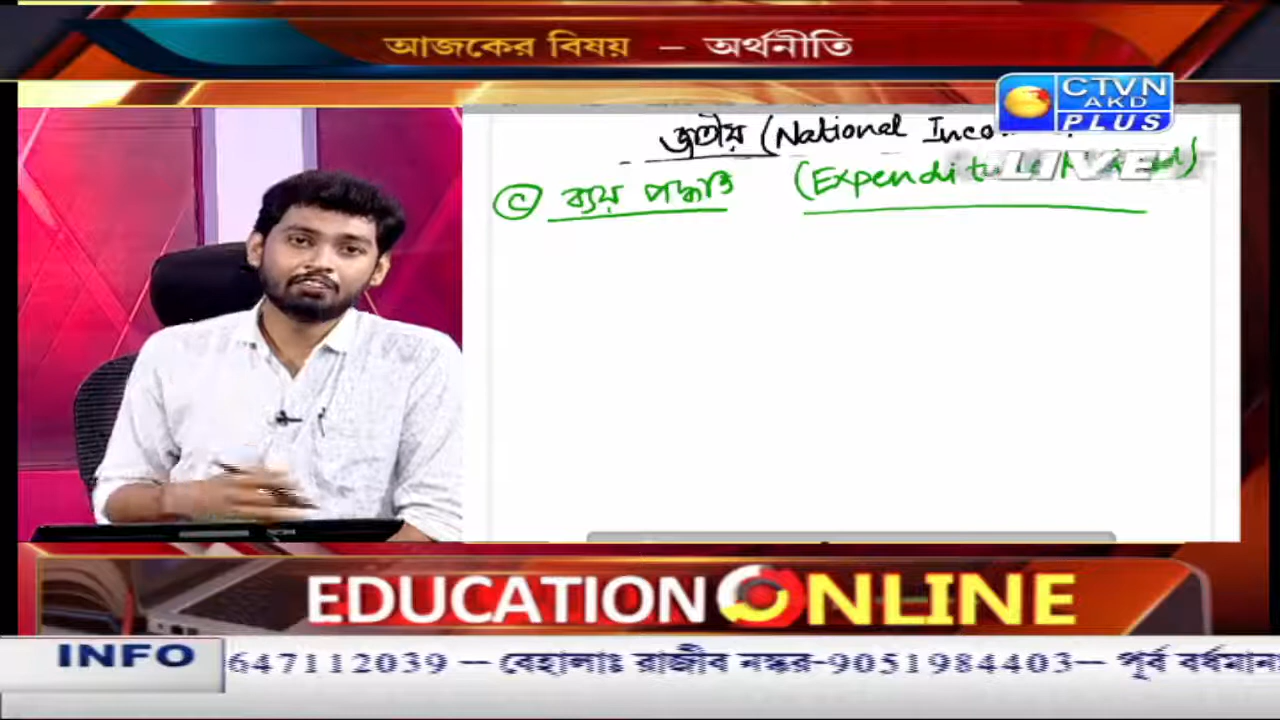 আজকের বিষয় – অর্থনীতি
CTVN
AKD
PLUS
LIVE
জাতীয় (National
© ব্যয় পদ্ধতি (Expenditure
EDUCATION ONLINE
INFO
647112039 – বেহালাঃ রাজীব নস্কর-9051984403– পূর্ব বর্ধমানঃ